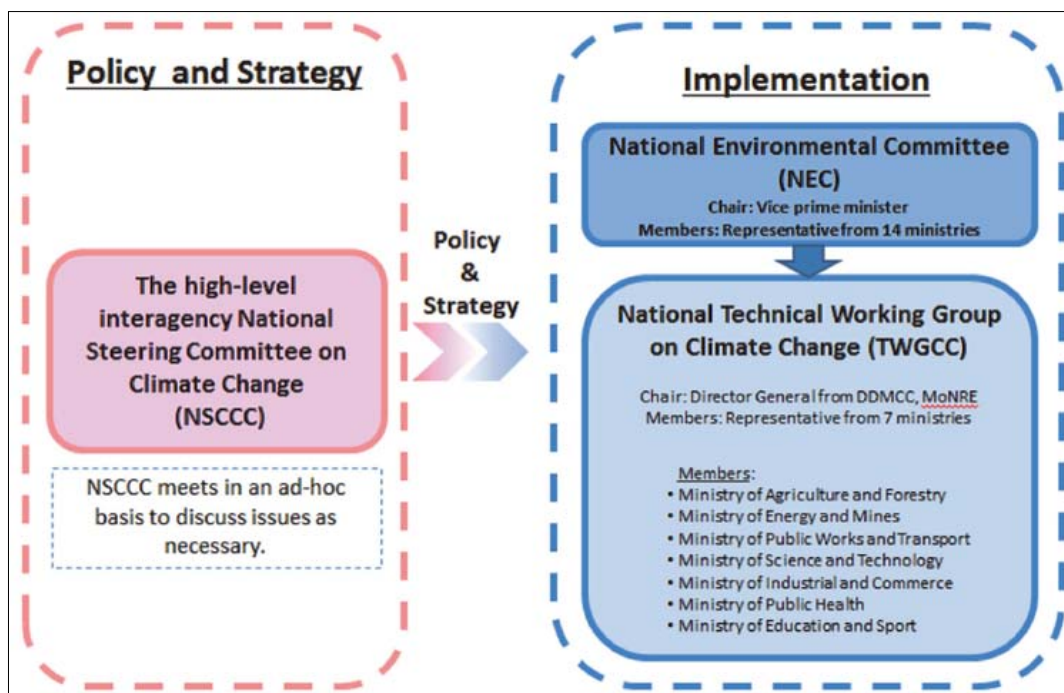 Policy and Strategy
The high-level
interagency National
Steering Committee on
Climate Change
(NSCCC)
NSCCC meets in an ad-hoc
basis to discuss issues as
necessary.
Policy
&
Strategy
Implementation
National Environmental Committee
(NEC)
Chair: Vice prime minister
Members: Representative from 14 ministries
National Technical Working Group
on Climate Change (TWGCC)
Chair: Director General from DDMCC, MoNRE
Members: Representative from 7 ministries
Members:
• Ministry of Agriculture and Forestry
• Ministry of Energy and Mines
• Ministry of Public Works and Transport
• Ministry of Science and Technology
• Ministry of Industrial and Commerce
• Ministry of Public Health
• Ministry of Education and Sport